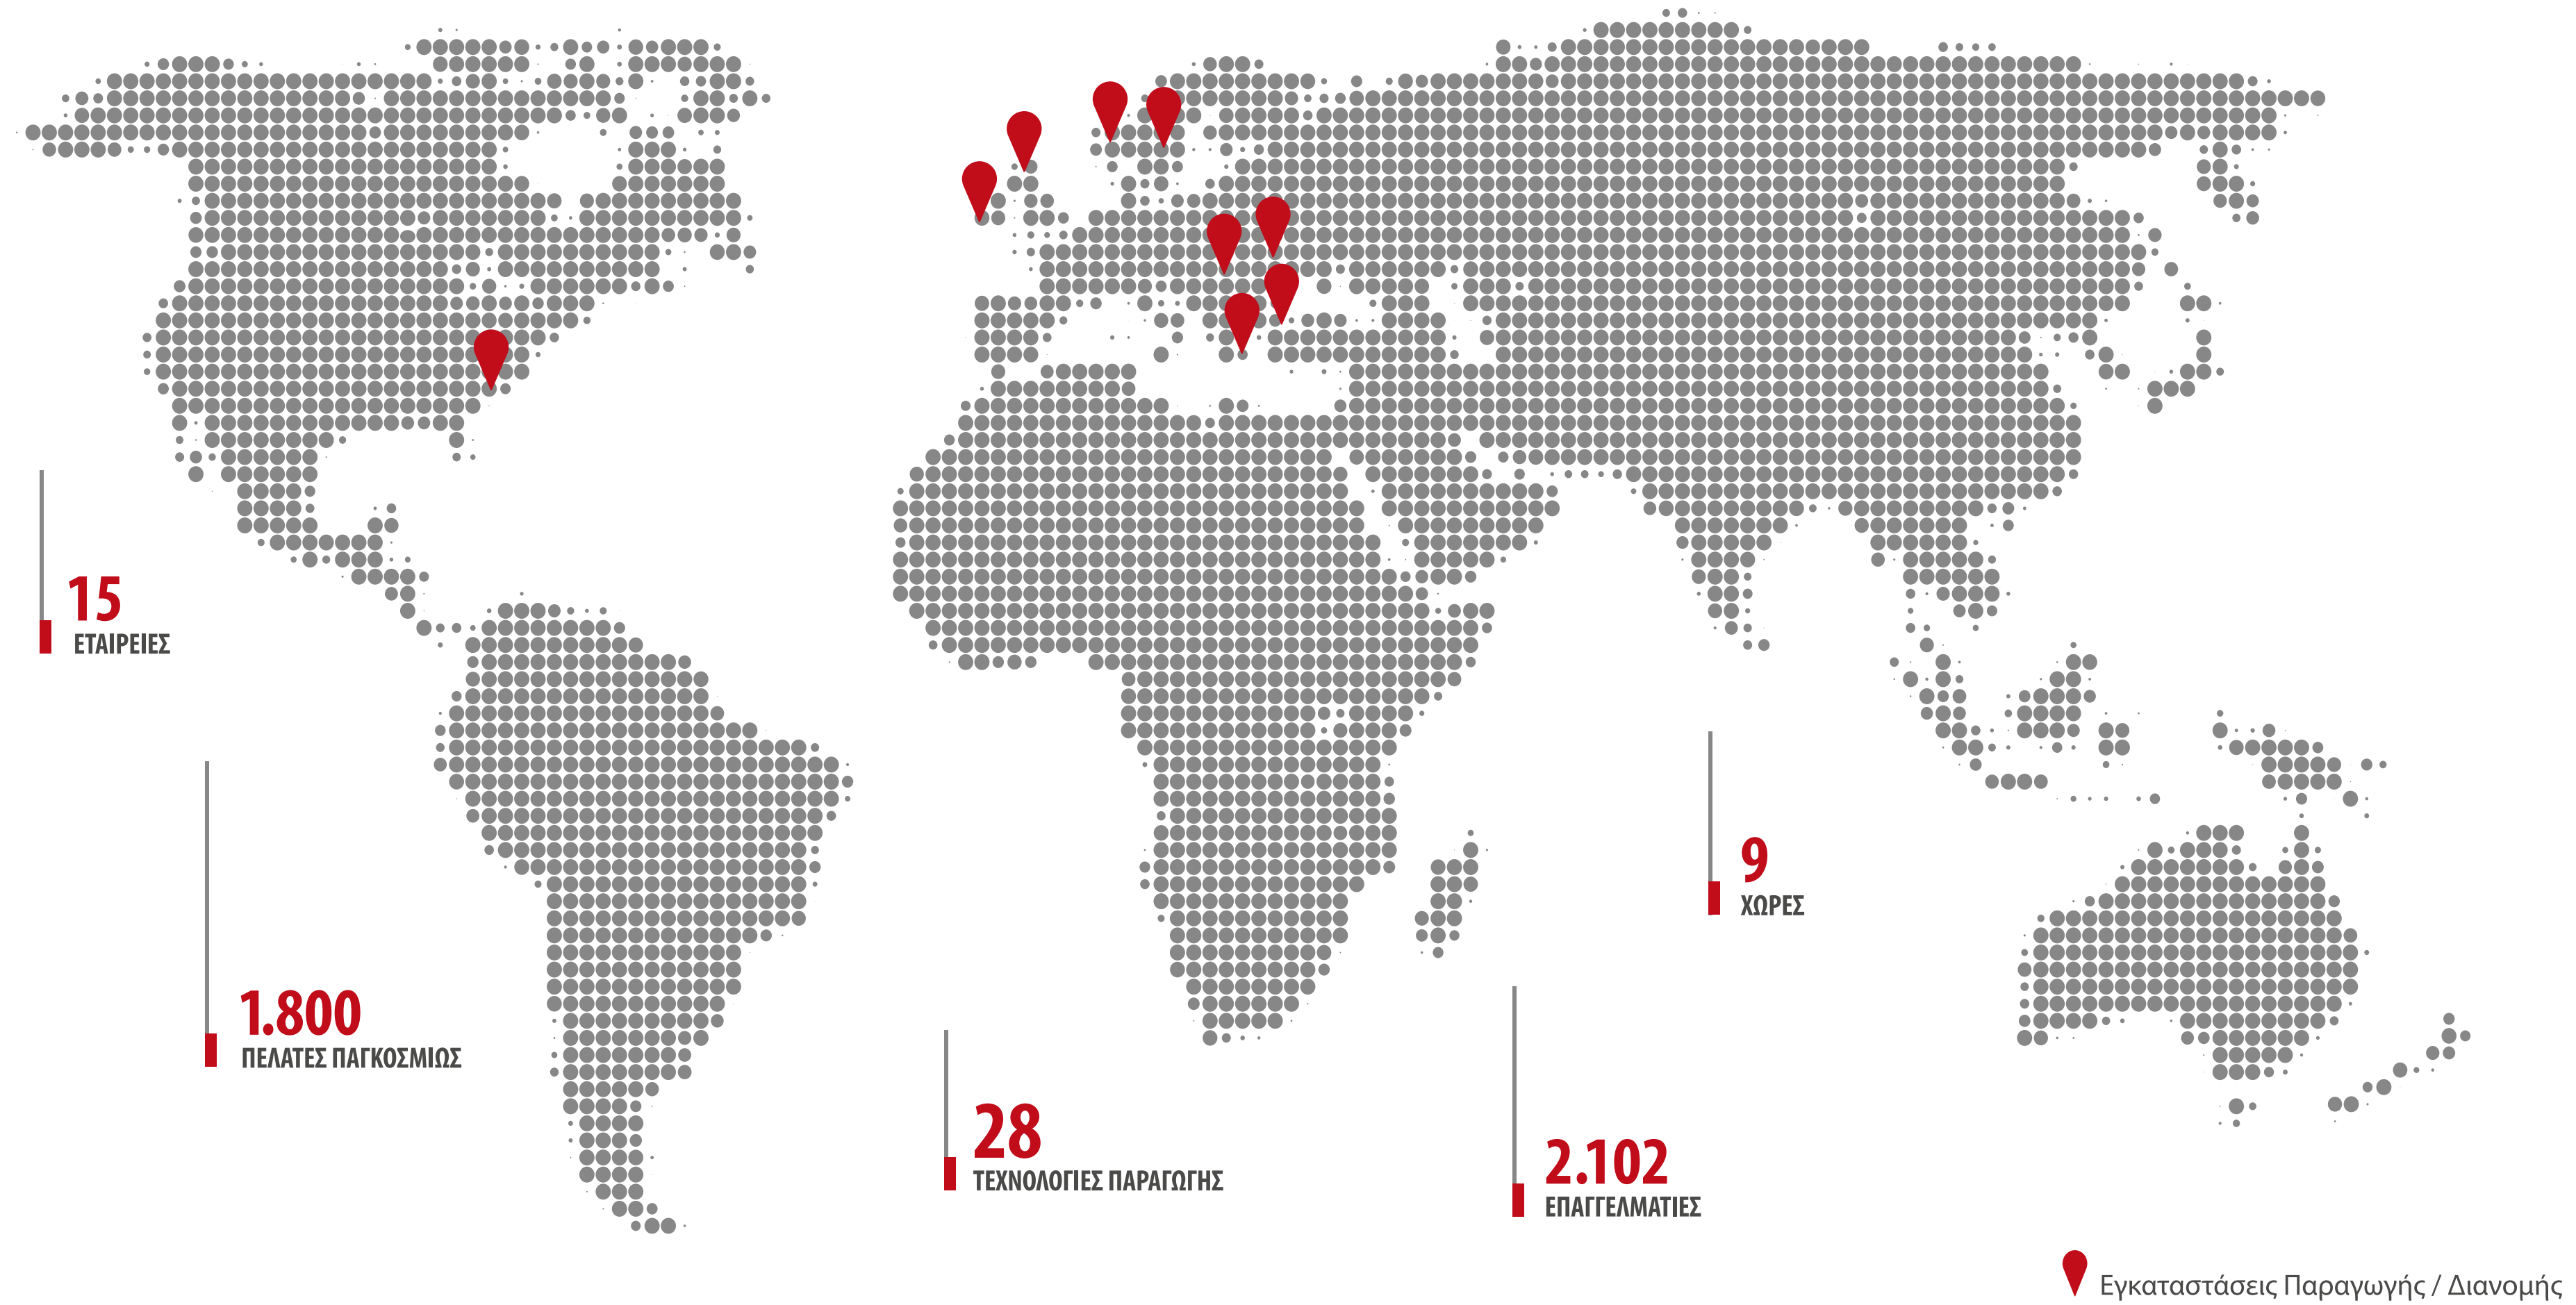 15
ΕΤΑΙΡΕΙΕΣ
1.800
ΠΕΛΑΤΕΣ ΠΑΓΚΟΣΜΙΩΣ
28
ΤΕΧΝΟΛΟΓΙΕΣ ΠΑΡΑΓΩΓΗΣ
9
ΧΩΡΕΣ
2.102
ΕΠΑΓΓΕΛΜΑΤΙΕΣ
Εγκαταστάσεις Παραγωγής / Διανομής